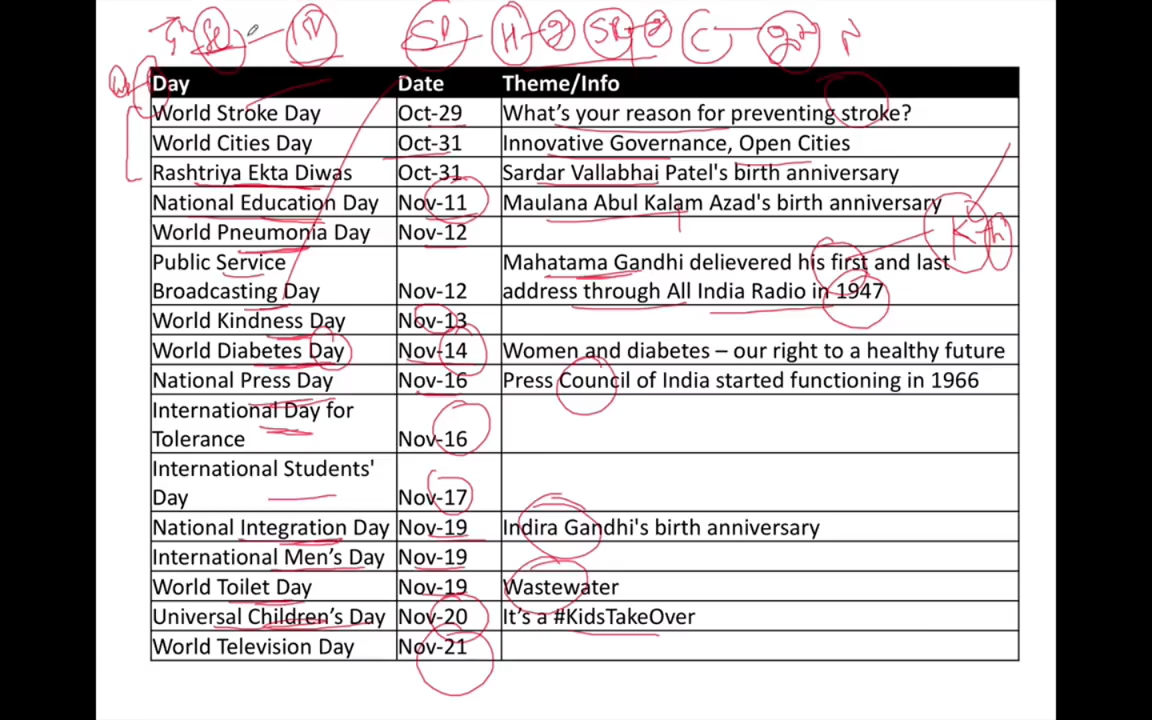 Day Date Theme/Info
World Stroke Day Oct-29 What's your reason for preventing stroke?
World Cities Day Oct-31 Innovative Governance, Open Cities
Rashtriya Ekta Diwas Oct-31 Sardar Vallabhai Patel's birth anniversary
National Education Day Nov-11 Maulana Abul Kalam Azad's birth anniversary
World Pneumonia Day Nov-12
Public Service Mahatama Gandhi delievered his first and last
Broadcasting Day Nov-12 address through All India Radio in 1947
World Kindness Day Nov-13
World Diabetes Day Nov-14 Women and diabetes – our right to a healthy future
National Press Day Nov-16 Press Council of India started functioning in 1966
International Day for
Tolerance Nov-16
International Students'
Day Nov-17
National Integration Day Nov-19 Indira Gandhi's birth anniversary
International Men's Day Nov-19
World Toilet Day Nov-19 Wastewater
Universal Children's Day Nov-20 It's a #KidsTakeOver
World Television Day Nov-21